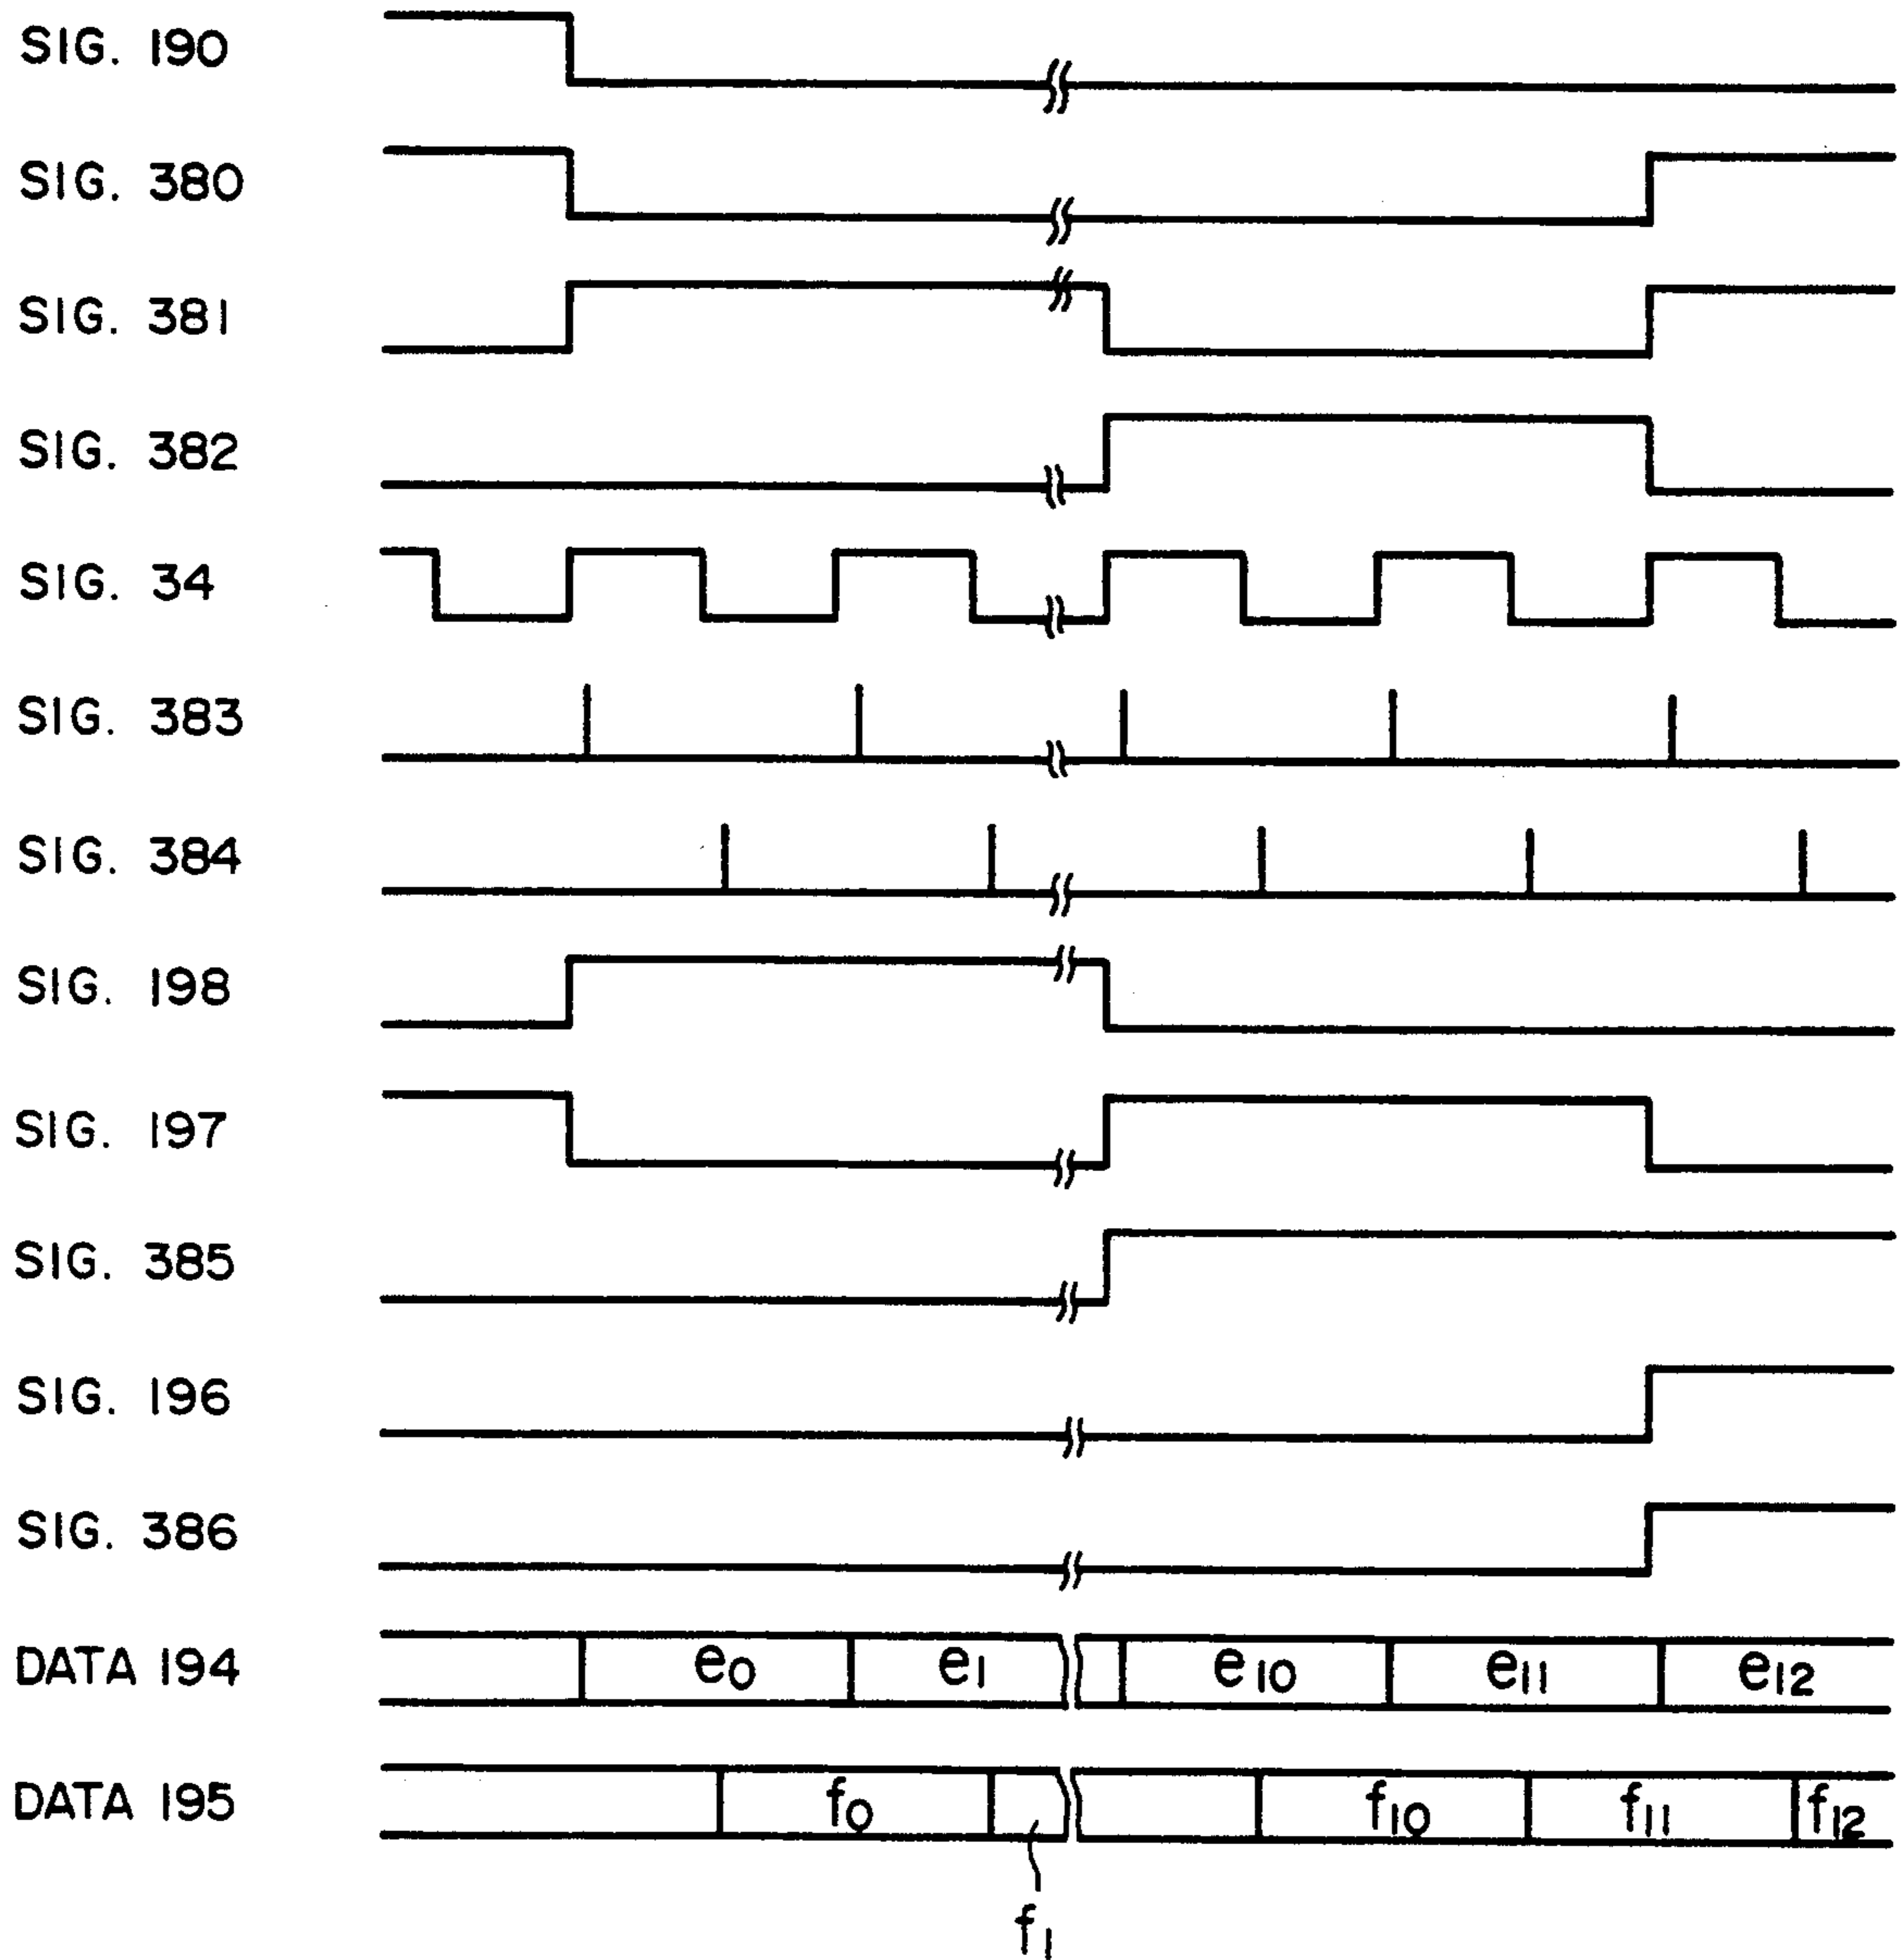 SIG. 190
SIG. 380
SIG. 381
SIG. 382
SIG. 34
SIG. 383
SIG. 384
SIG. 198
SIG. 197
SIG. 385
SIG. 196
SIG. 386
DATA 194 e0 e1 e10 e11 e12
DATA 195 f0 f10 f11 f12
f1